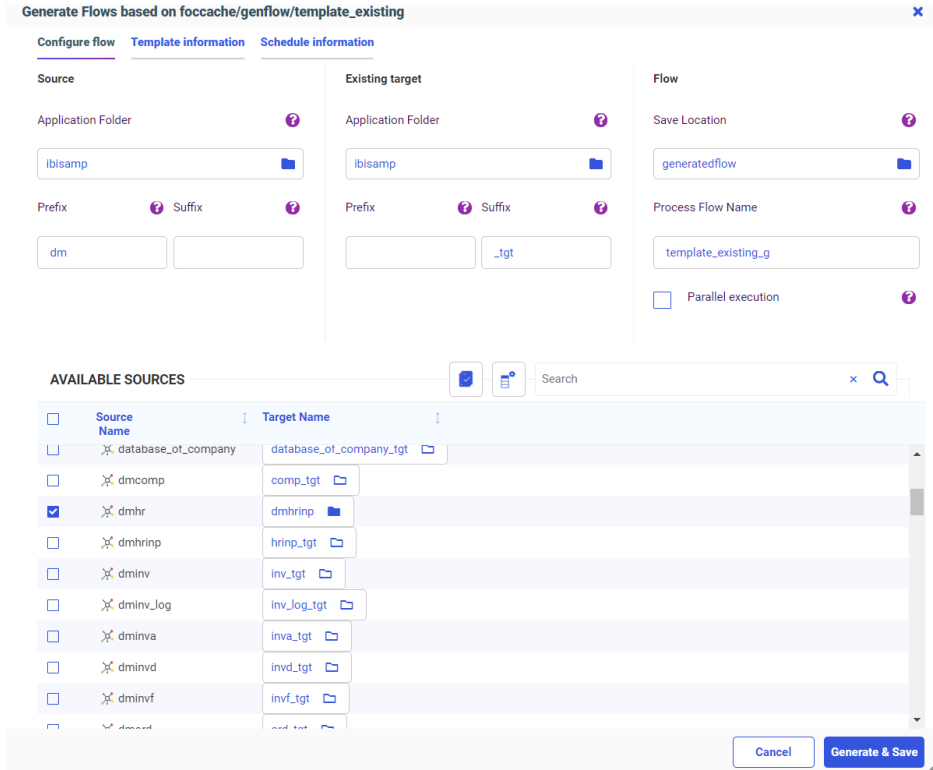 Generate Flows based on foccache/genflow/template_existing
Configure flow Template information Schedule information
Source Existing target Flow
Application Folder Application Folder Save Location
ibisamp ibisamp generatedflow
Prefix Suffix Prefix Suffix Process Flow Name
dm _tgt template_existing_g
Parallel execution
AVAILABLE SOURCES Search
Source Name Target Name
database_of_company database_of_company_tgt
dmcomp comp_tgt
dmhr dmhrinp
dmhrinp hrinp_tgt
dminv inv_tgt
dminv_log inv_log_tgt
dminva inva_tgt
dminvd invd_tgt
dminvf invf_tgt
dmord ord_tgt
Cancel Generate & Save